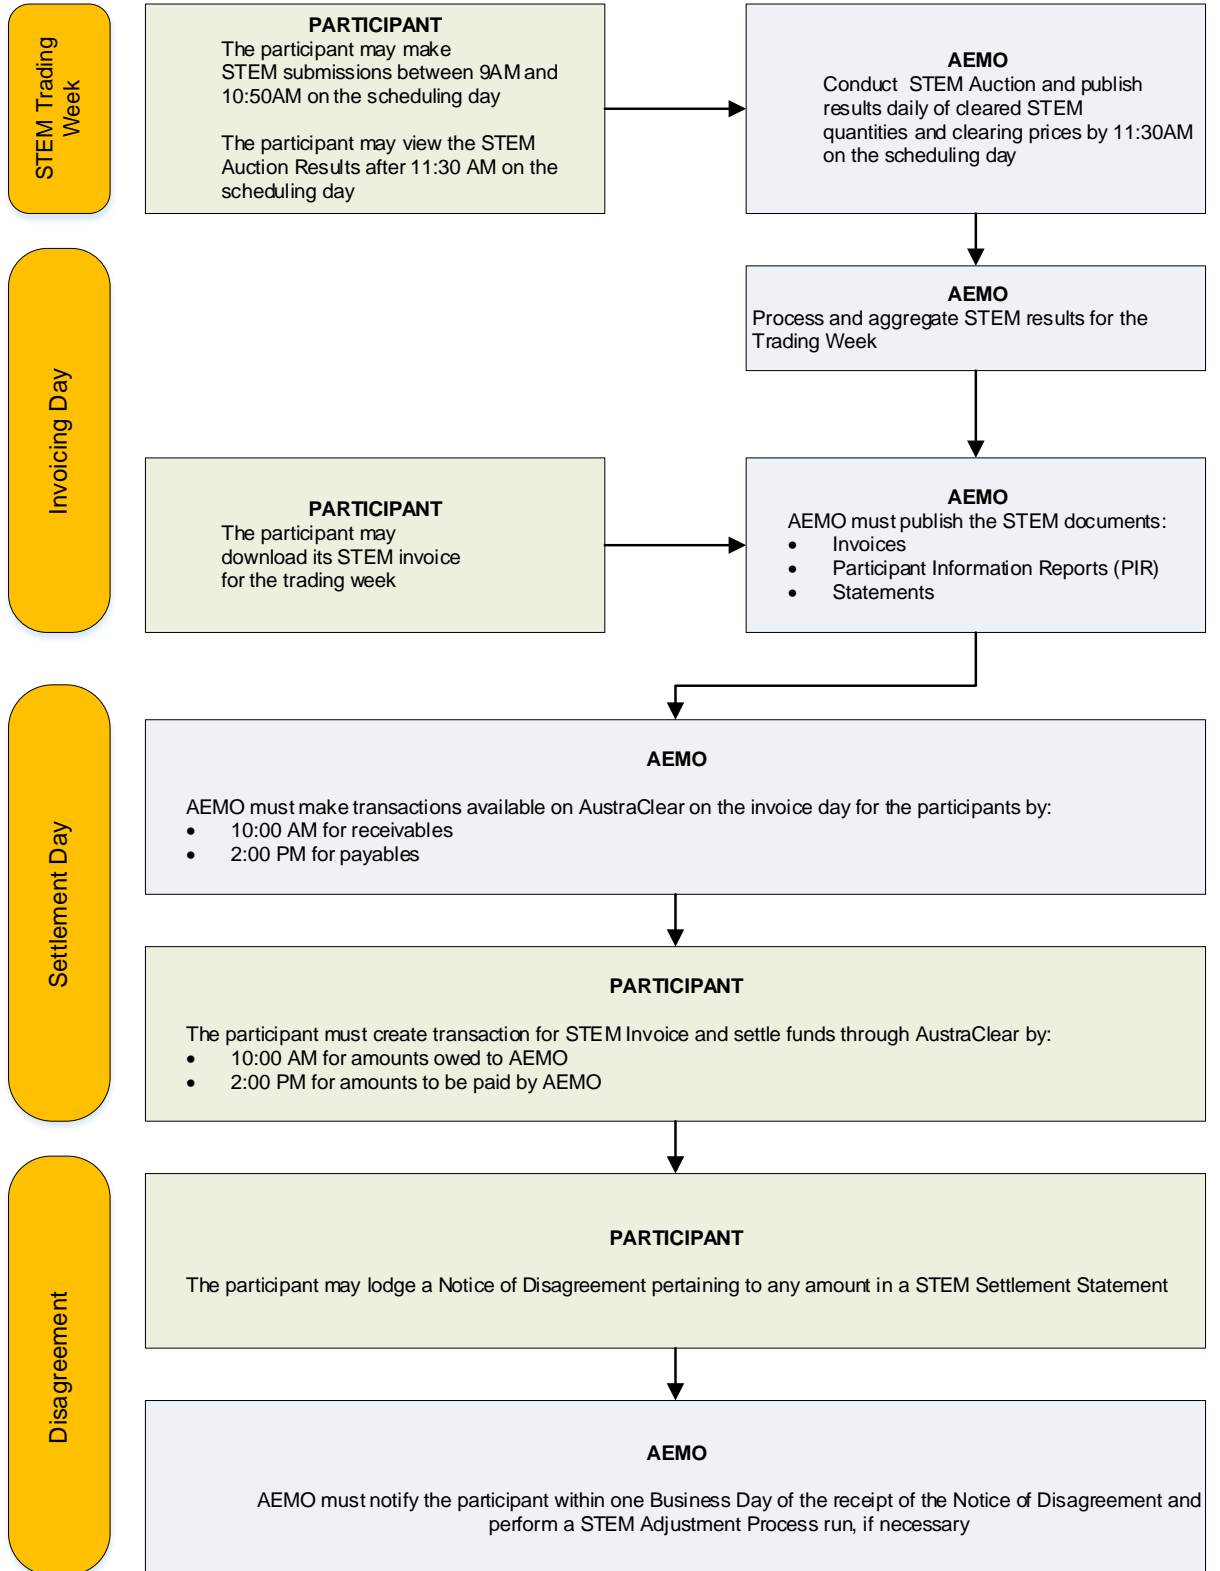 STEM Trading
Week
PARTICIPANT
The participant may make
STEM submissions between 9AM and
10:50AM on the scheduling day
The participant may view the STEM
Auction Results after 11:30 AM on the
scheduling day
AEMO
Conduct STEM Auction and publish
results daily of cleared STEM
quantities and clearing prices by 11:30AM
on the scheduling day
Invoicing Day
AEMO
Process and aggregate STEM results for the
Trading Week
PARTICIPANT
The participant may
download its STEM invoice
for the trading week
AEMO
AEMO must publish the STEM documents:
• Invoices
• Participant Information Reports (PIR)
• Statements
Settlement Day
AEMO
AEMO must make transactions available on AustraClear on the invoice day for the participants by:
• 10:00 AM for receivables
• 2:00 PM for payables
PARTICIPANT
The participant must create transaction for STEM Invoice and settle funds through AustraClear by:
• 10:00 AM for amounts owed to AEMO
• 2:00 PM for amounts to be paid by AEMO
Disagreement
PARTICIPANT
The participant may lodge a Notice of Disagreement pertaining to any amount in a STEM Settlement Statement
AEMO
AEMO must notify the participant within one Business Day of the receipt of the Notice of Disagreement and
perform a STEM Adjustment Process run, if necessary